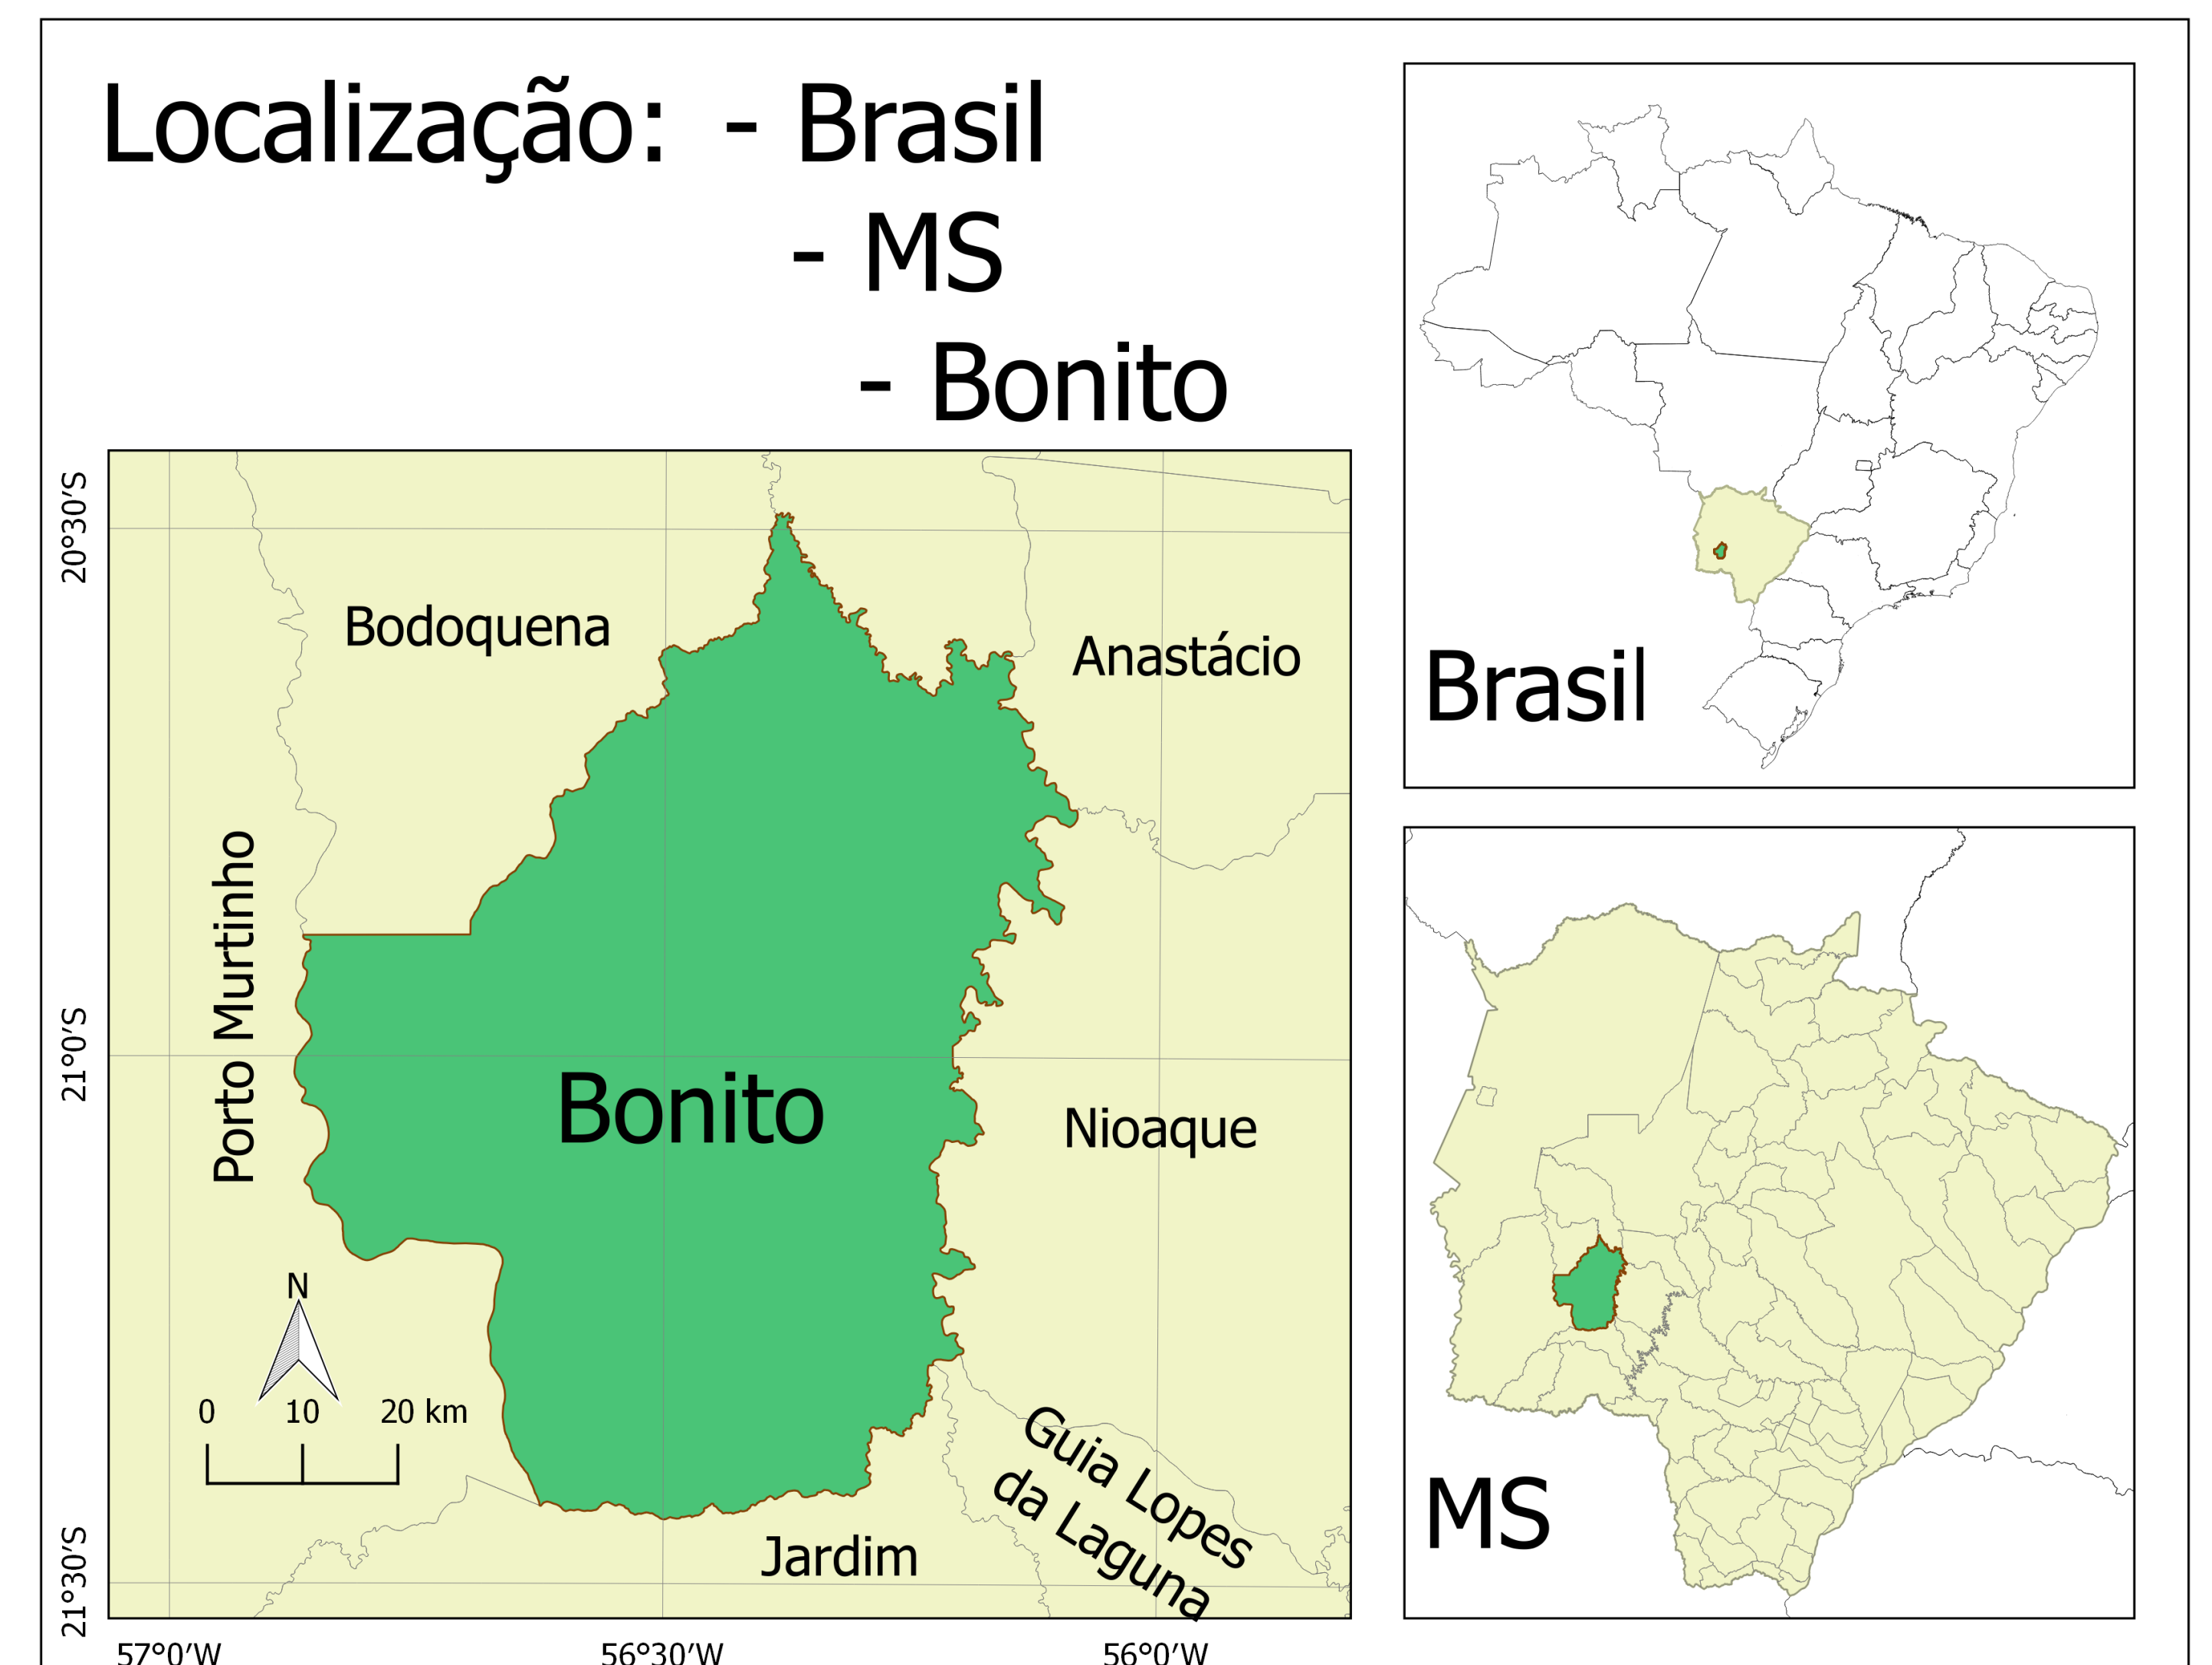 Localização: - Brasil
- MS
- Bonito
20°30′S
21°0′S
21°30′S
Bodoquena
Anastácio
Porto Murtinho
Bonito
Nioaque
N
0 10 20 km
Guia Lopes
da Laguna
Jardim
57°0′W 56°30′W 56°0′W
Brasil
MS